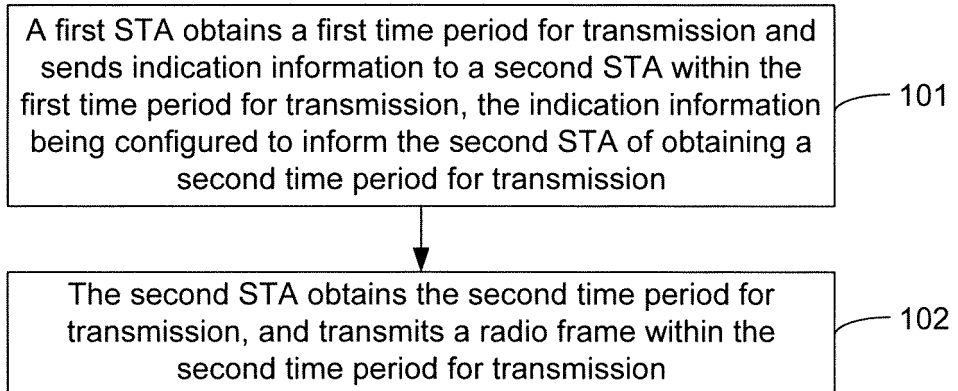 A first STA obtains a first time period for transmission and
sends indication information to a second STA within the
first time period for transmission, the indication information
being configured to inform the second STA of obtaining a
second time period for transmission
101
The second STA obtains the second time period for
transmission, and transmits a radio frame within the
second time period for transmission
102